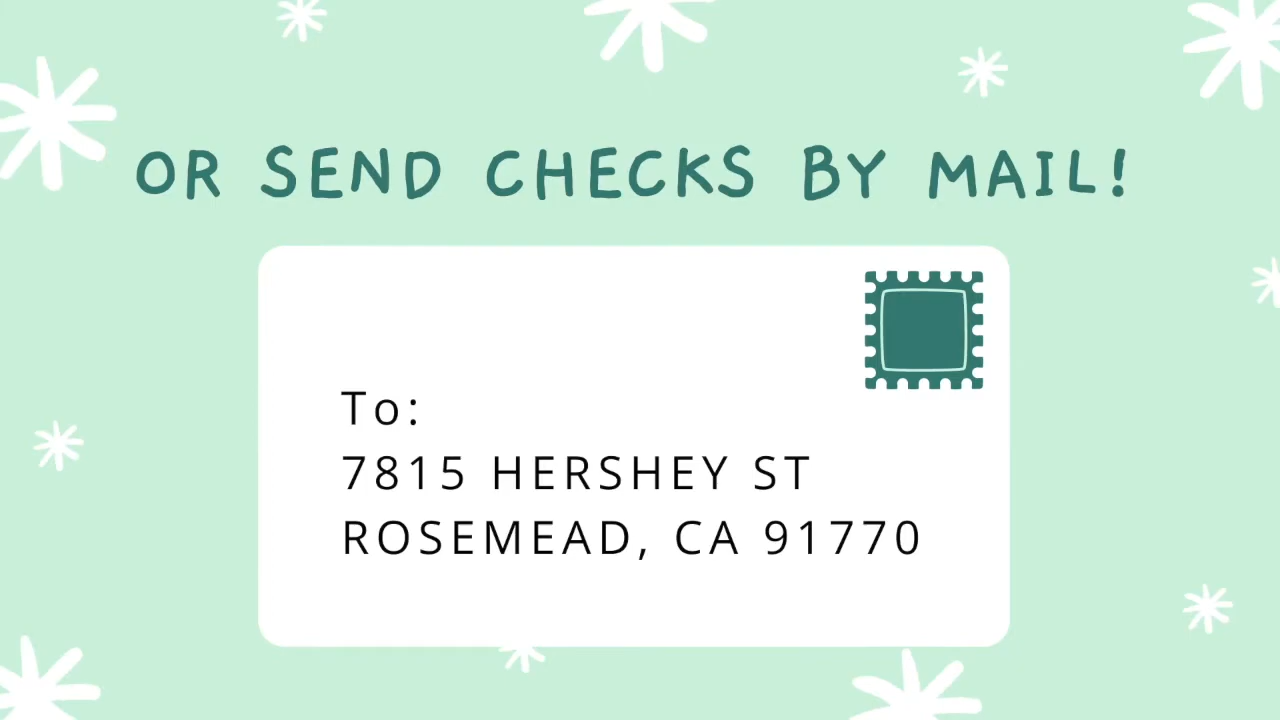 OR SEND CHECKS BY MAIL!
To:
7815 HERSHEY ST
ROSEMEAD, CA 91770